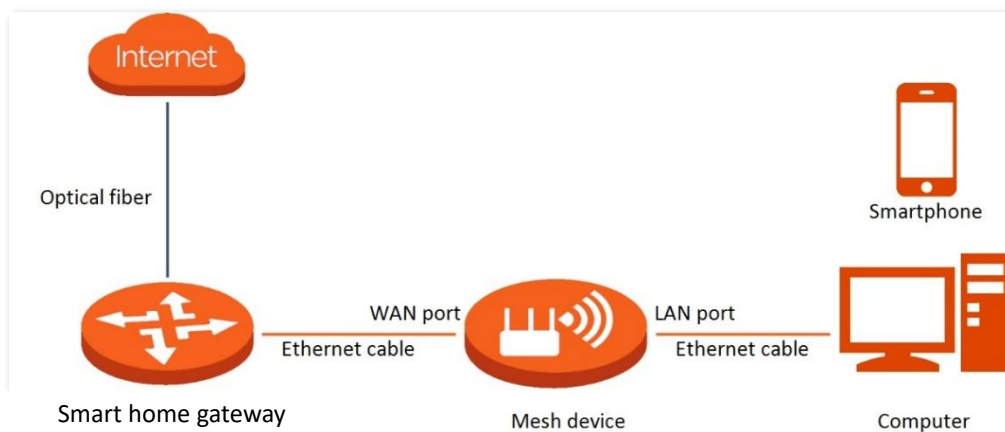 Internet
Optical fiber
Smartphone
WAN port
LAN port
Ethernet cable
Ethernet cable
Smart home gateway
Mesh device
Computer